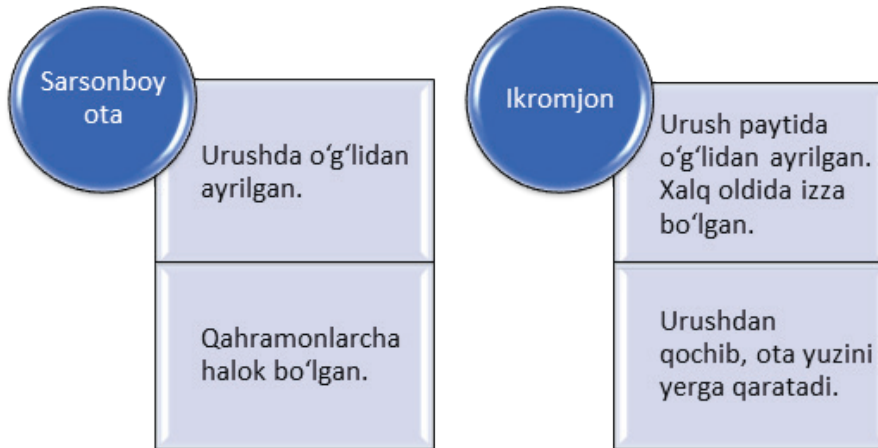 Sarsonboy
ota
Urushda o‘g‘lidan
ayrilgan.
Qahramonlarcha
halok bo‘lgan.
Ikromjon
Urush paytida
o‘g‘lidan ayrilgan.
Xalq oldida izza
bo‘lgan.
Urushdan
qochib, ota yuzini
yerga qaratadi.